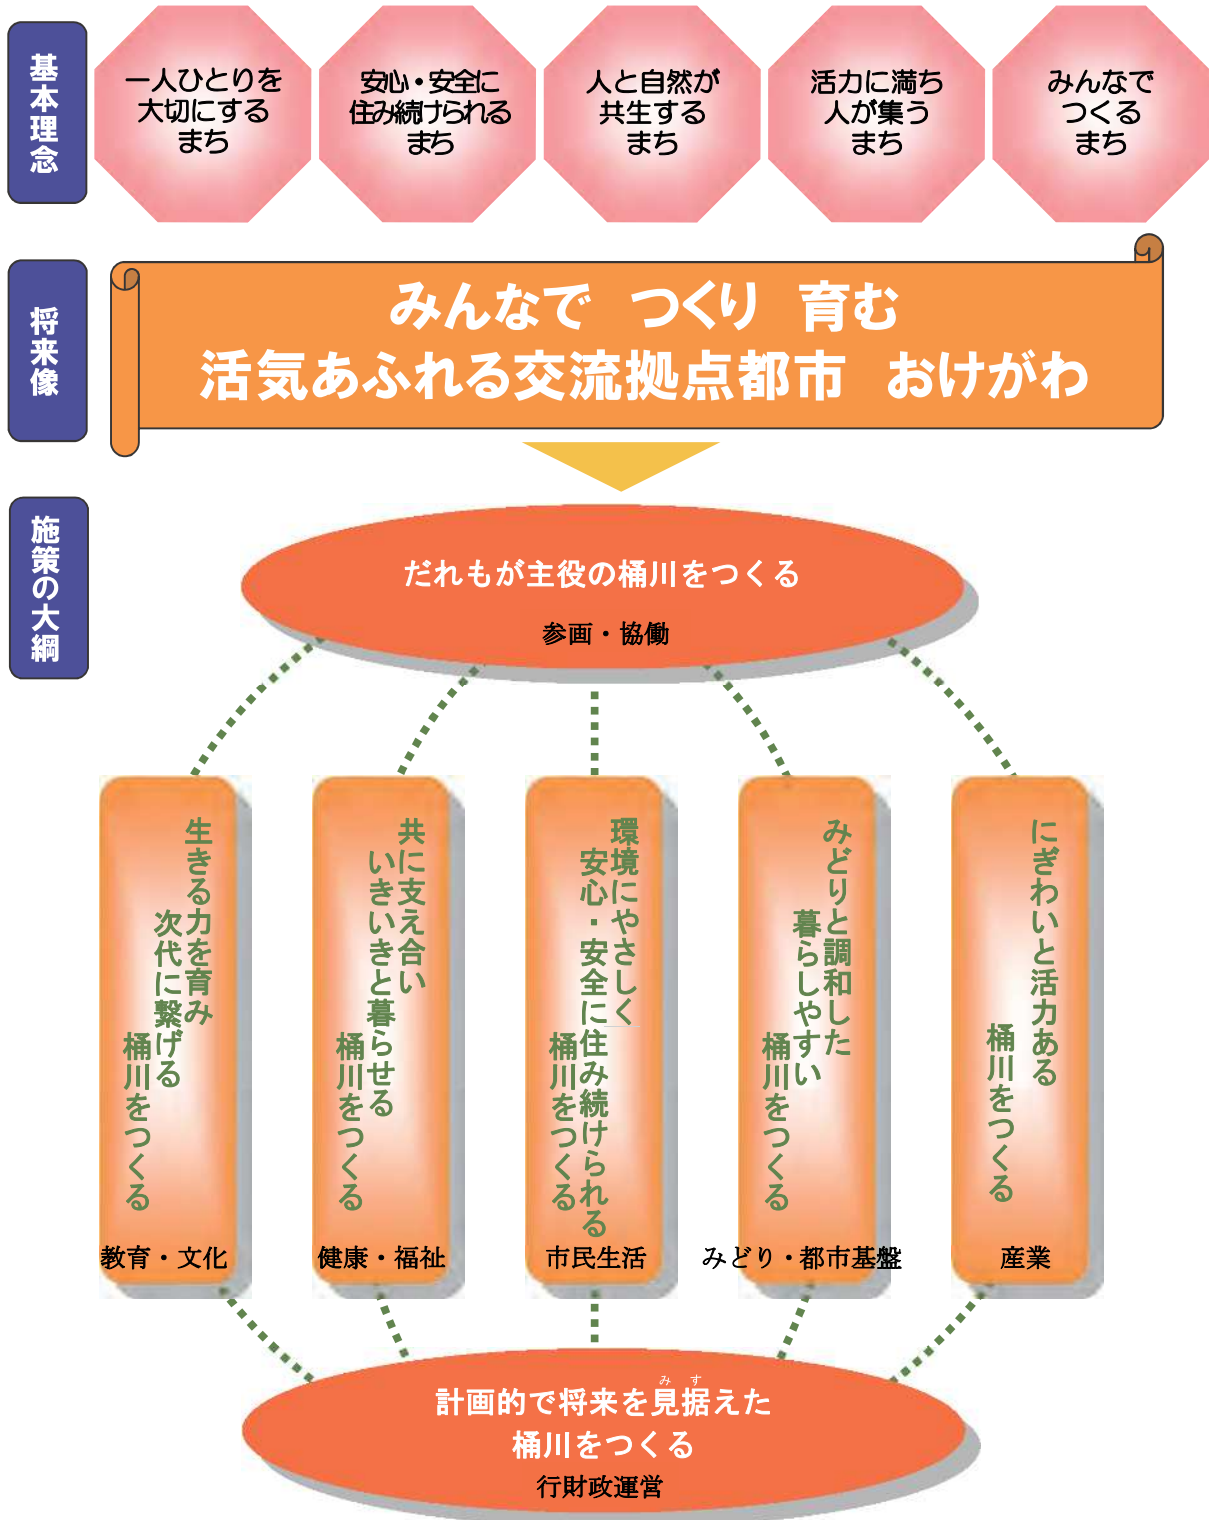 基本理念
一人ひとりを
大切にする
まち
安心・安全に
住み続けられる
まち
人と自然が
共生する
まち
活力に満ち
人が集う
まち
みんなで
つくる
まち
将来像
みんなで　つくり　育む
活気あふれる交流拠点都市　おけがわ
施策の大綱
だれもが主役の桶川をつくる
参画・協働
生きる力を育み
次代に繋げる
桶川をつくる
教育・文化
共に支え合い
いきいきと暮らせる
桶川をつくる
健康・福祉
環境にやさしく
安心・安全に住み続けられる
桶川をつくる
市民生活
みどりと調和した
暮らしやすい
桶川をつくる
みどり・都市基盤
にぎわいと活力ある
桶川をつくる
産業
み す
計画的で将来を見据えた
桶川をつくる
行財政運営